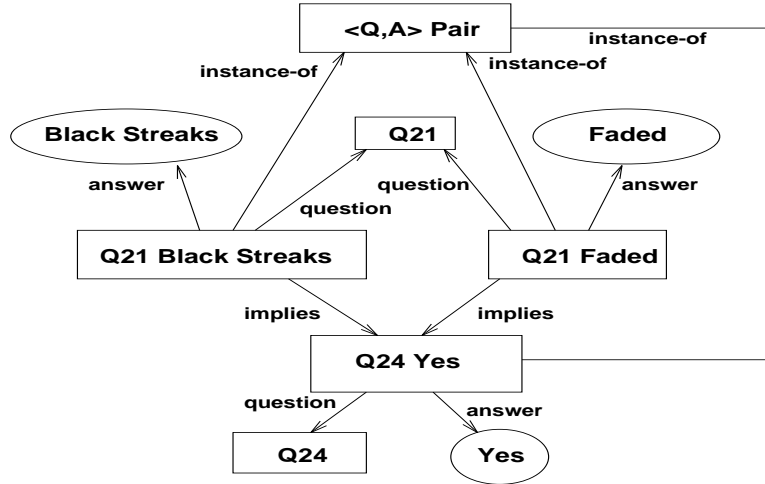 <Q,A> Pair
instance-of
instance-of
instance-of
Black Streaks
Q21
Faded
answer
question
question
answer
Q21 Black Streaks
Q21 Faded
implies
implies
Q24 Yes
question
answer
Q24
Yes